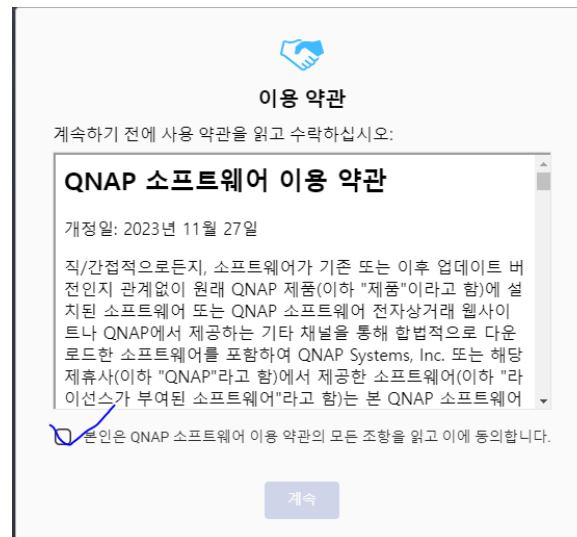 이용 약관
계속하기 전에 사용 약관을 읽고 수락하십시오:
QNAP 소프트웨어 이용 약관
개정일: 2023년 11월 27일
직/간접적으로든지, 소프트웨어가 기존 또는 이후 업데이트 버
전인지 관계없이 원래 QNAP 제품(이하 "제품"이라고 함)에 설
치된 소프트웨어 또는 QNAP 소프트웨어 전자상거래 웹사이
트나 QNAP에서 제공하는 기타 채널을 통해 합법적으로 다운
로드한 소프트웨어를 포함하여 QNAP Systems, Inc. 또는 해당
제휴사(이하 "QNAP"라고 함)에서 제공한 소프트웨어(이하 "라
이선스가 부여된 소프트웨어"라고 함)는 본 QNAP 소프트웨어
본인은 QNAP 소프트웨어 이용 약관의 모든 조항을 읽고 이에 동의합니다.
계속